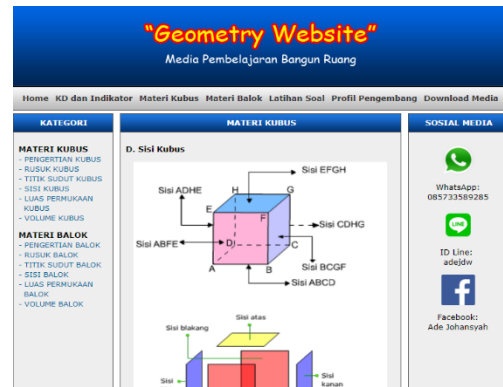 “Geometry Website”
Media Pembelajaran Bangun Ruang
Home KD dan Indikator Materi Kubus Materi Balok Latihan Soal Profil Pengembang Download Media
KATEGORI
MATERI KUBUS
- PENGERTIAN KUBUS
- RUSUK KUBUS
- TITIK SUDUT KUBUS
- SISI KUBUS
- LUAS PERMUKAAN
KUBUS
- VOLUME KUBUS
MATERI BALOK
- PENGERTIAN BALOK
- RUSUK BALOK
- TITIK SUDUT BALOK
- SISI BALOK
- LUAS PERMUKAAN
BALOK
- VOLUME BALOK
MATERI KUBUS
D. Sisi Kubus
Sisi EFGH
Sisi ADHE
H
G
E
F
Sisi CDHG
Sisi ABFE
D
C
A
B
Sisi BCGF
Sisi ABCD
Sisi atas
Sisi blakang
Sisi
Sisi
kanan
SOSIAL MEDIA
WhatsApp:
085733589285
LINE
ID Line:
adejdw
Facebook:
Ade Johansyah